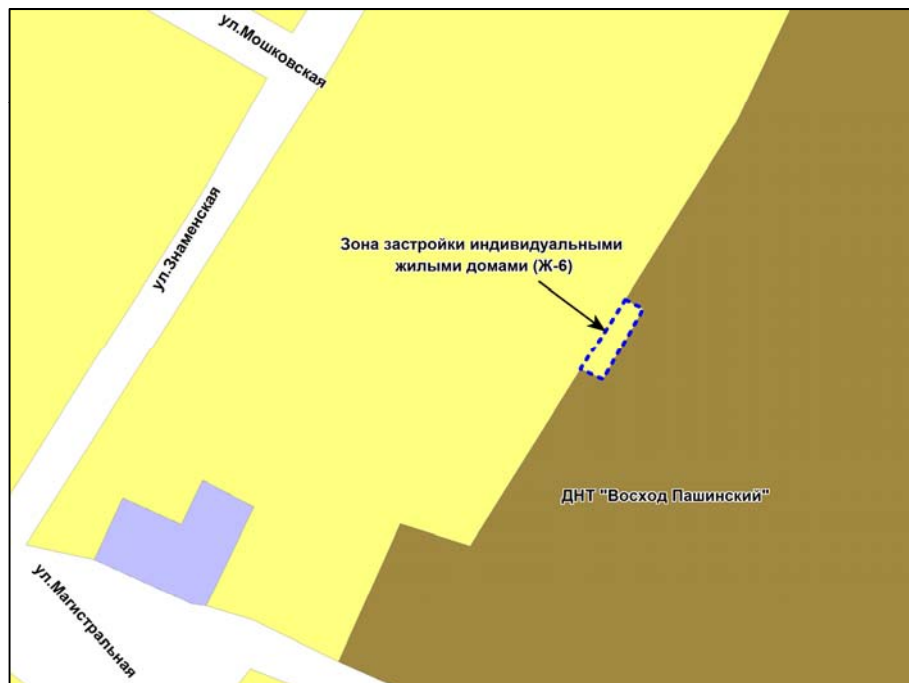 ул.Мошковская
ул.Знаменская
Зона застройки индивидуальными
жилыми домами (Ж-6)
ДНТ "Восход Пашинский"
ул.Магистральная